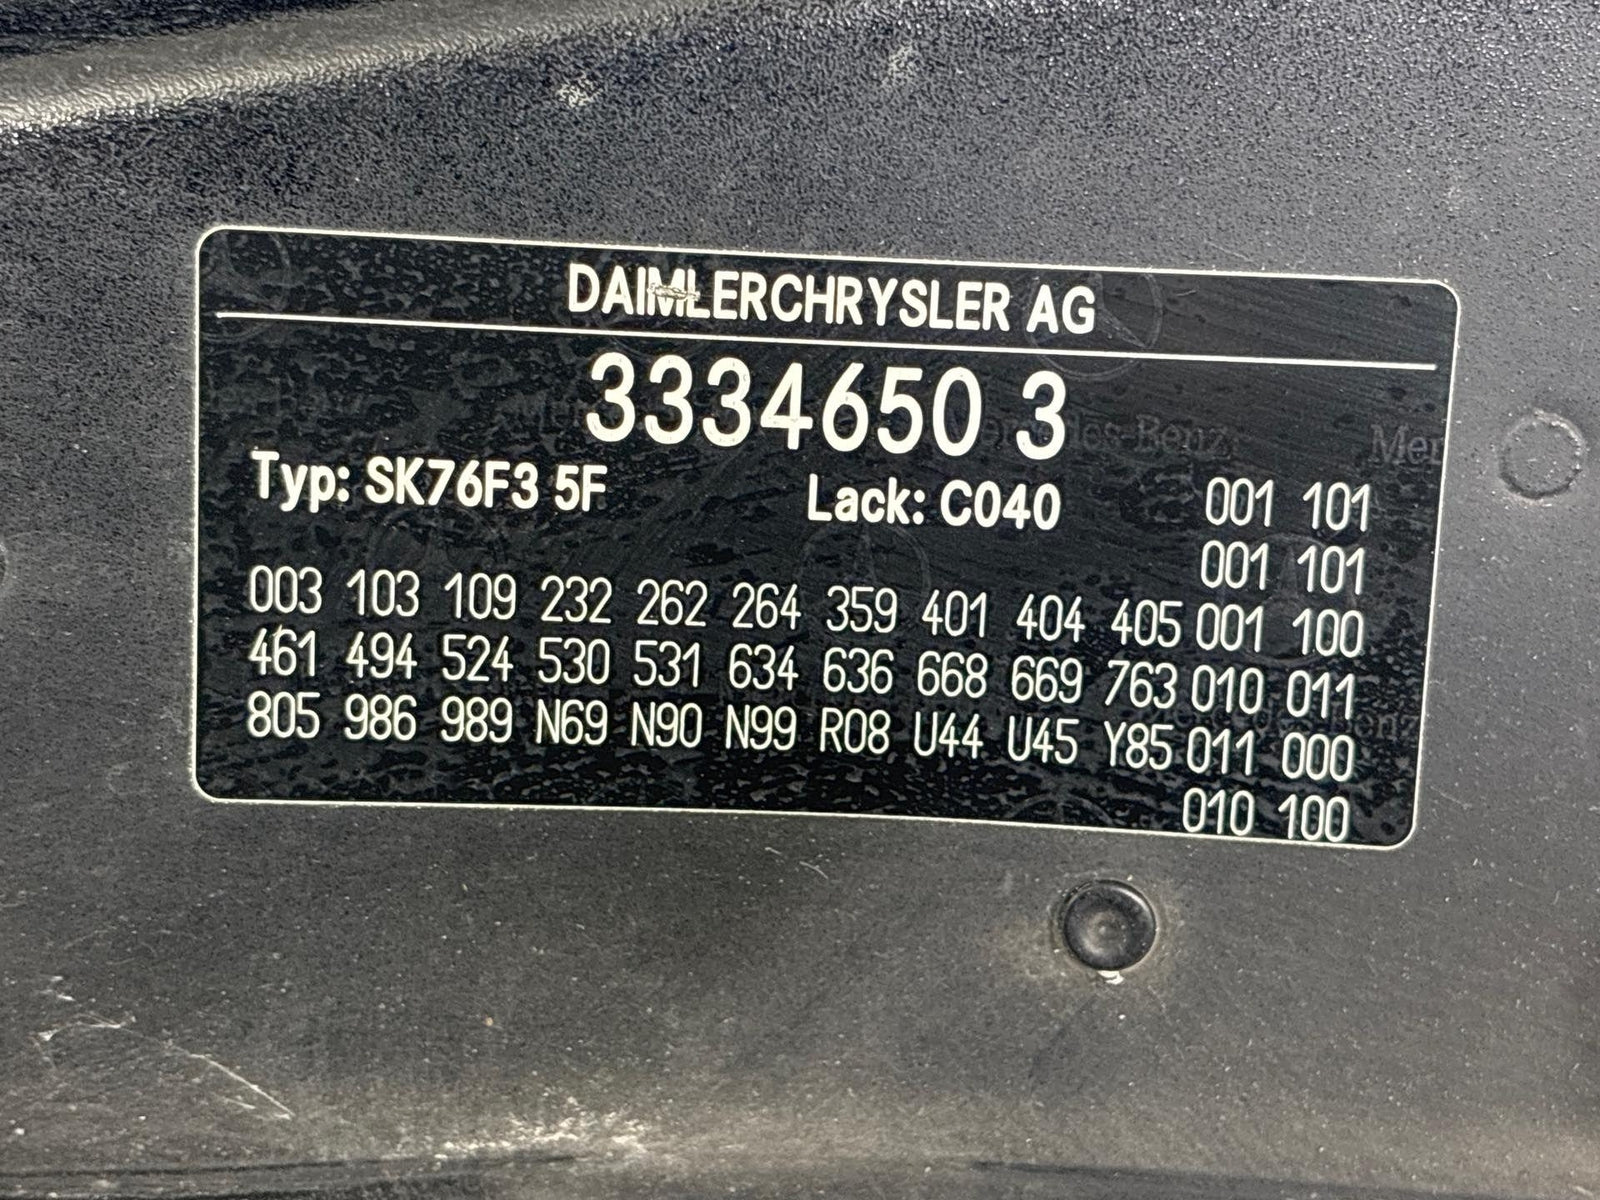 DAIMLERCHRYSLER AG
3334650 3
Typ: SK76F3 5F Lack: C040 001 101
001 101
003 103 109 232 262 264 359 401 404 405 001 100
461 494 524 530 531 634 636 668 669 763 010 011
805 986 989 N69 N90 N99 R08 U44 U45 Y85 011 000
010 100